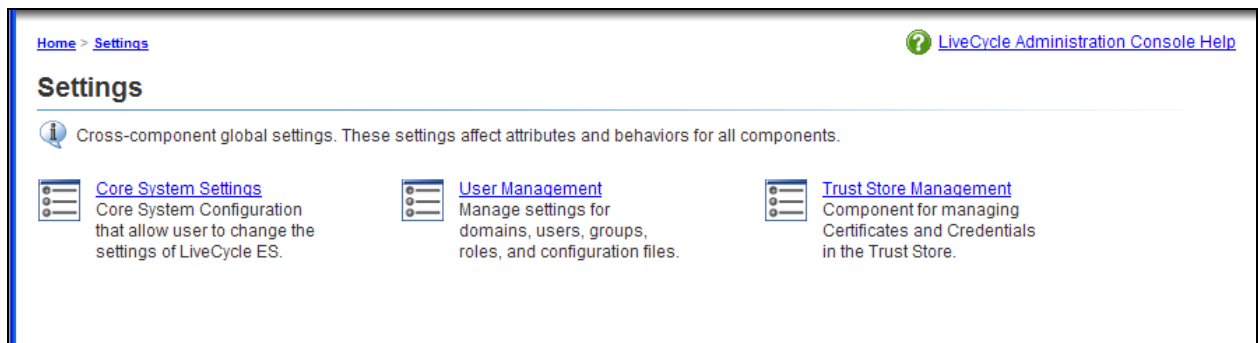 Home > Settings
LiveCycle Administration Console Help
Settings
Cross-component global settings. These settings affect attributes and behaviors for all components.
Core System Settings
Core System Configuration
that allow user to change the
settings of LiveCycle ES.
User Management
Manage settings for
domains, users, groups,
roles, and configuration files.
Trust Store Management
Component for managing
Certificates and Credentials
in the Trust Store.